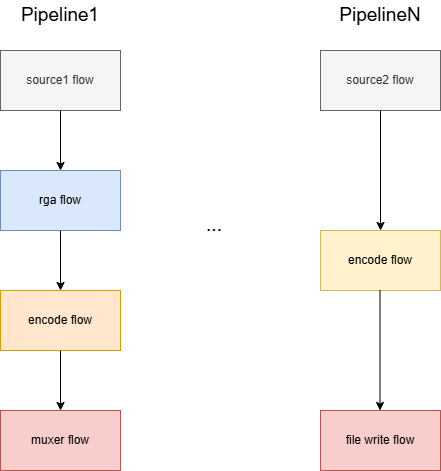 Pipeline1
PipelineN
source1 flow
source2 flow
rga flow
...
encode flow
encode flow
muxer flow
file write flow